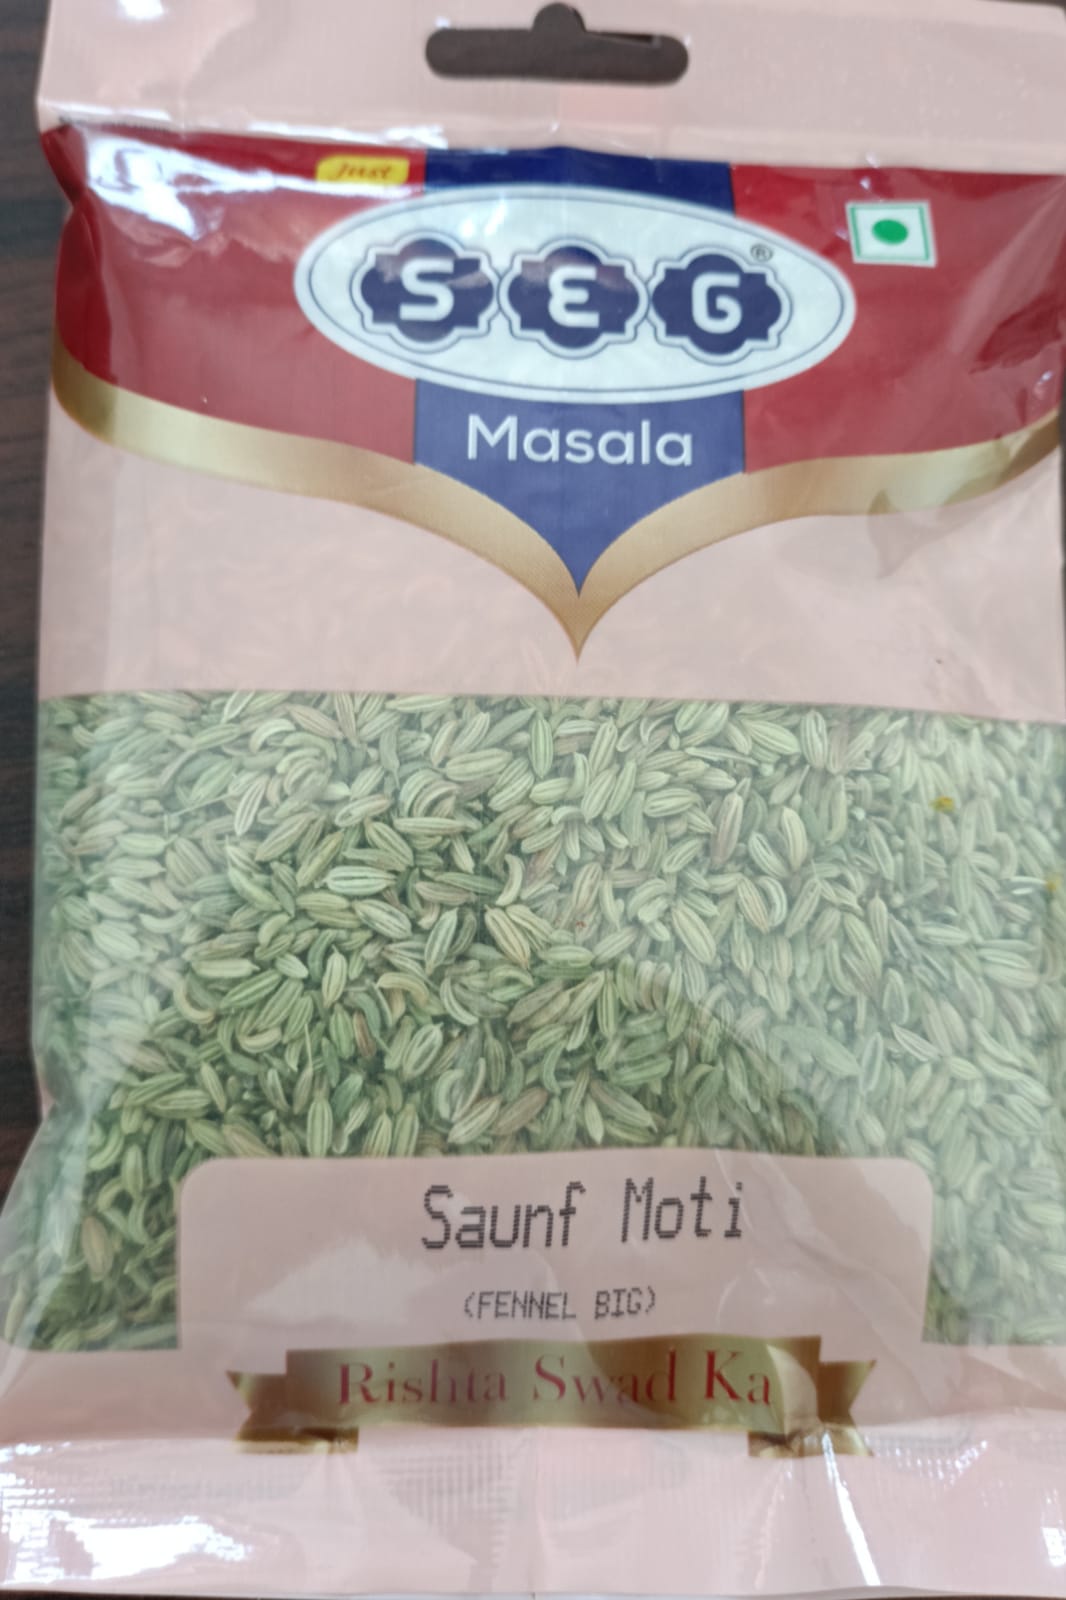 Just
SEG®
Masala
Saunf Moti
(FENNEL BIG)
Rishta Swad Ka